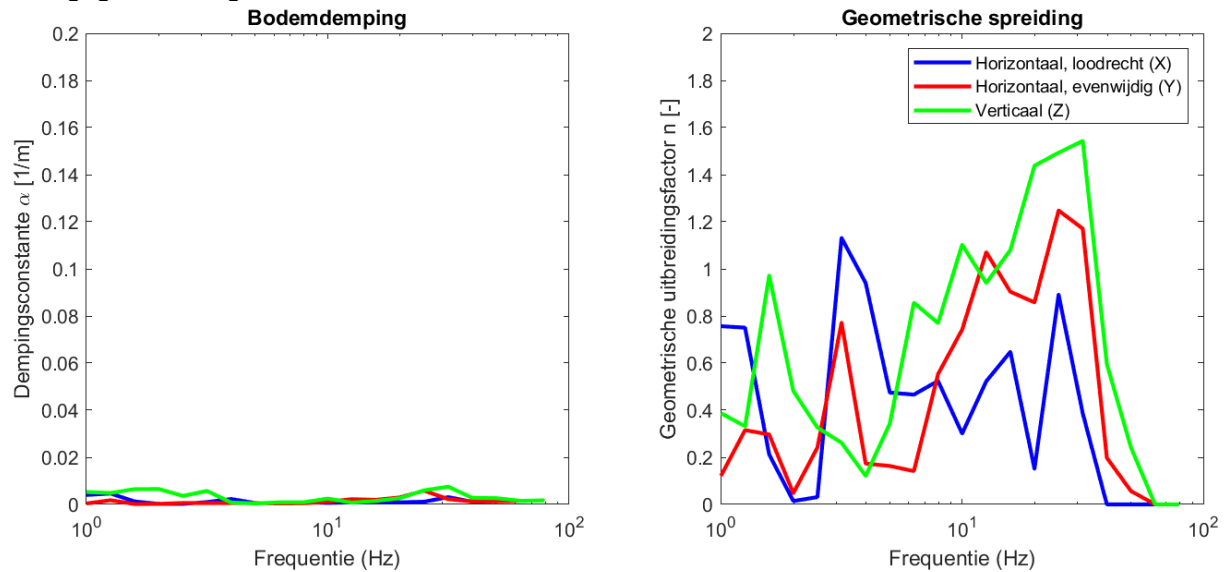 Bodemdemping
0.2
0.18
0.16
0.14
0.12
0.1
0.08
0.06
0.04
0.02
0
Dempingsconstante α [1/m]
10⁰ 10¹ 10²
Frequentie (Hz)
Geometrische spreiding
2
1.8
1.6
1.4
1.2
1
0.8
0.6
0.4
0.2
0
Geometrische uitbreidingsfactor n [-]
Horizontaal, loodrecht (X)
Horizontaal, evenwijdig (Y)
Verticaal (Z)
10⁰ 10¹ 10²
Frequentie (Hz)